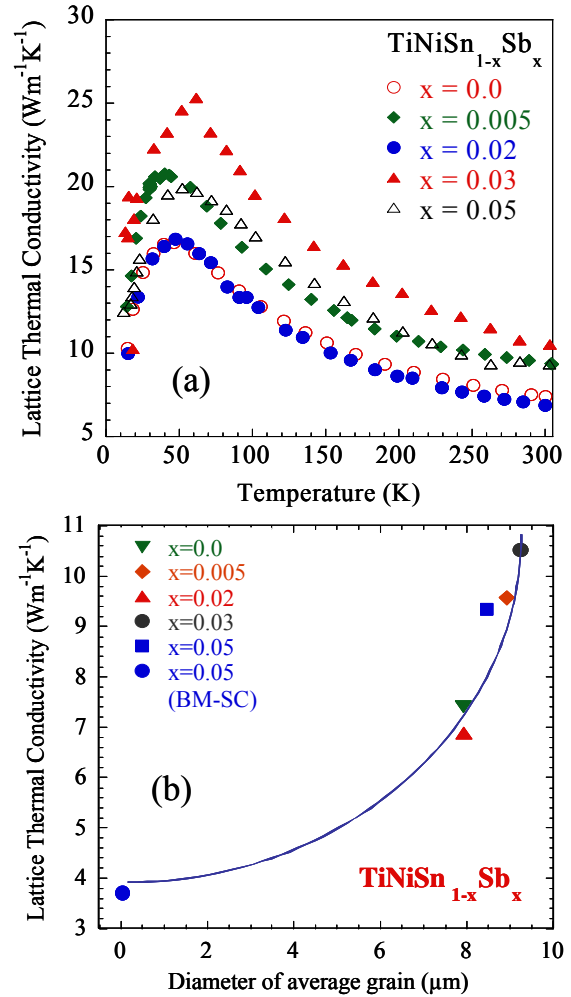 30
25
20
15
10
5
Lattice Thermal Conductivity (Wm⁻¹K⁻¹)
TiNiSn₁₋ₓSbₓ
x = 0.0
x = 0.005
x = 0.02
x = 0.03
x = 0.05
(a)
0 50 100 150 200 250 300
Temperature (K)
11
10
9
8
7
6
5
4
3
Lattice Thermal Conductivity (Wm⁻¹K⁻¹)
x=0.0
x=0.005
x=0.02
x=0.03
x=0.05
x=0.05
(BM-SC)
(b)
TiNiSn₁₋ₓSbₓ
0 2 4 6 8 10
Diameter of average grain (µm)